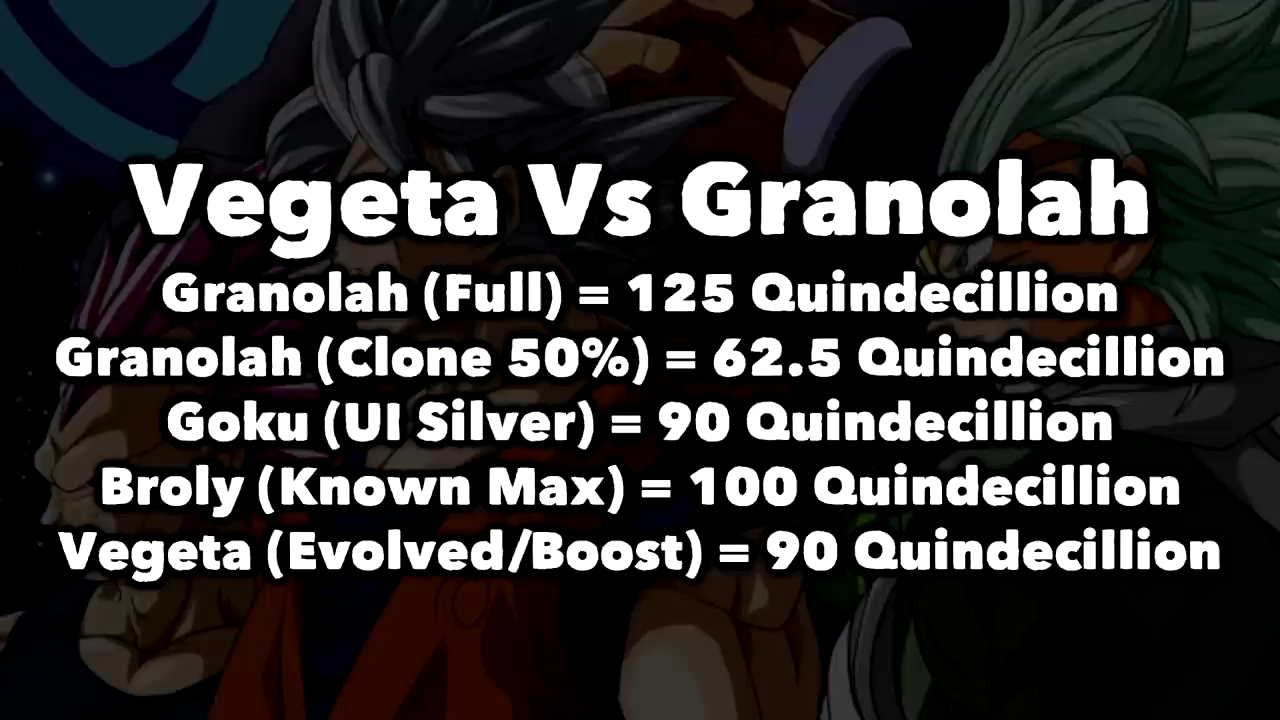 Vegeta Vs Granolah
Granolah (Full) = 125 Quindecillion
Granolah (Clone 50%) = 62.5 Quindecillion
Goku (UI Silver) = 90 Quindecillion
Broly (Known Max) = 100 Quindecillion
Vegeta (Evolved/Boost) = 90 Quindecillion